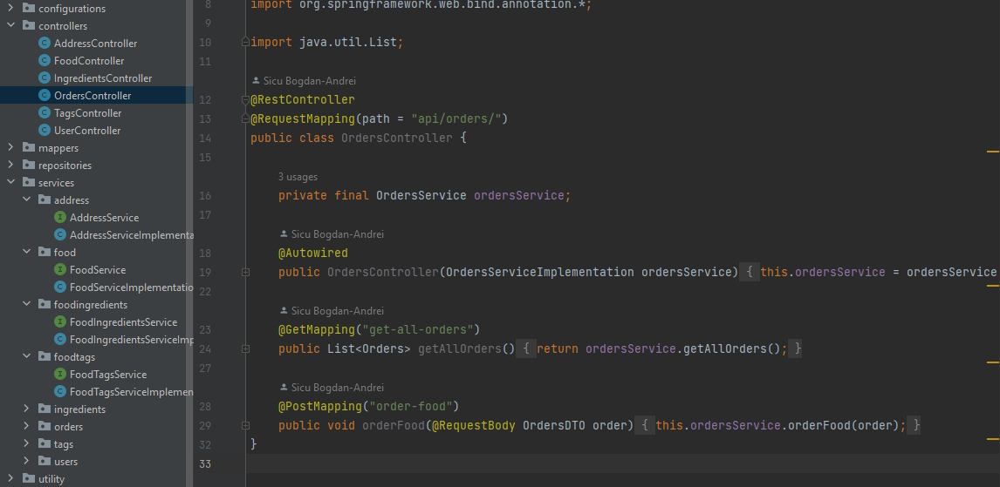 configurations
controllers
AddressController
FoodController
IngredientsController
OrdersController
TagsController
UserController
mappers
repositories
services
address
AddressService
AddressServiceImplementa
food
FoodService
FoodServiceImplementatio
foodingredients
FoodIngredientsService
FoodIngredientsServiceImp
foodtags
FoodTagsService
FoodTagsServiceImplemen
ingredients
orders
tags
users
utility
8 import org.springframework.web.bind.annotation.*;
9
10 import java.util.List;
11
Sicu Bogdan-Andrei
12 @RestController
13 @RequestMapping(path = "api/orders/")
14 public class OrdersController {
15
3 usages
16 private final OrdersService ordersService;
17
Sicu Bogdan-Andrei
18 @Autowired
19 public OrdersController(OrdersServiceImplementation ordersService) { this.ordersService = ordersService
22
Sicu Bogdan-Andrei
23 @GetMapping("get-all-orders")
24 public List<Orders> getAllOrders() { return ordersService.getAllOrders(); }
27
Sicu Bogdan-Andrei
28 @PostMapping("order-food")
29 public void orderFood(@RequestBody OrdersDTO order) { this.ordersService.orderFood(order); }
32 }
33